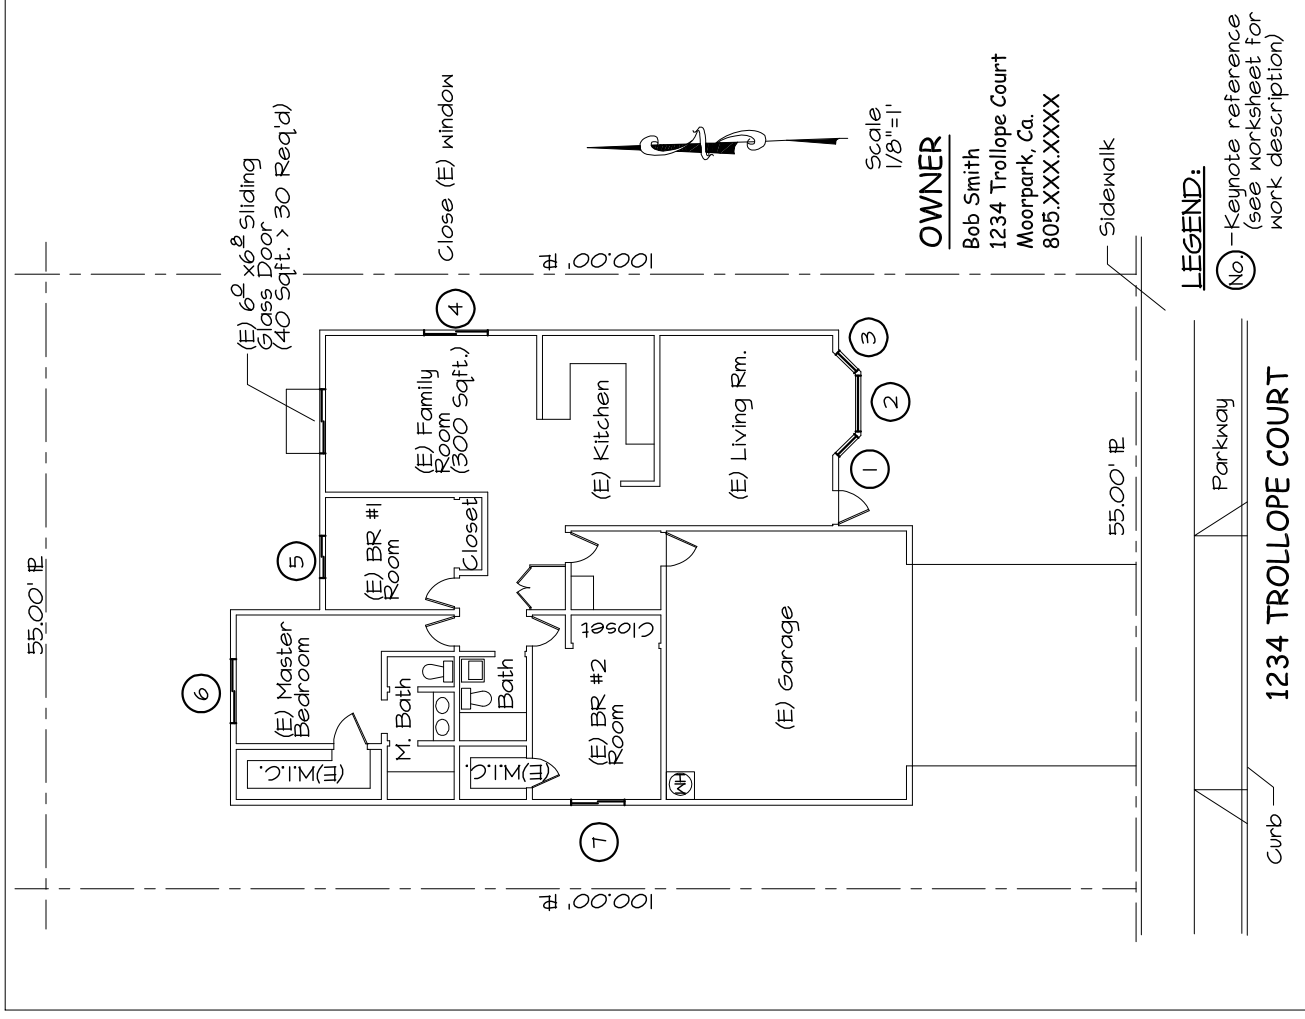 55.00' PL
(E) 6⁰ x6⁸ Sliding
Glass Door
(40 Sqft. > 30 Req'd)
Close (E) window
6
5
4
(E) Master
Bedroom
(E)W.I.C.
M. Bath
(E) BR #1
Room
Closet
(E) Family
Room
(300 Sqft.)
(E)W.I.C.
Bath
(E) BR #2
Room
Closet
(E) Kitchen
7
100.00' PL
100.00' PL
WH
(E) Garage
(E) Living Rm.
1
2
3
Scale
1/8"=1'
OWNER
Bob Smith
1234 Trollope Court
Moorpark, Ca.
805.XXX.XXXX
55.00' PL
Sidewalk
LEGEND:
No. – Keynote reference
(see worksheet for
work description)
Parkway
Curb
1234 TROLLOPE COURT